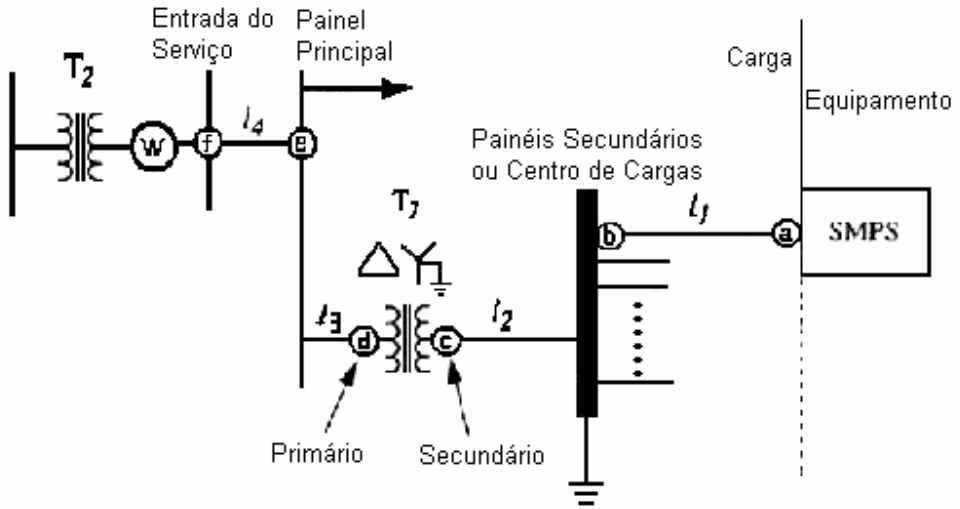 Entrada do
Serviço
Painel
Principal
T2
W
f
l4
e
Carga
Equipamento
Painéis Secundários
ou Centro de Cargas
T1
b
l1
a
SMPS
l3
d
c
l2
Primário
Secundário